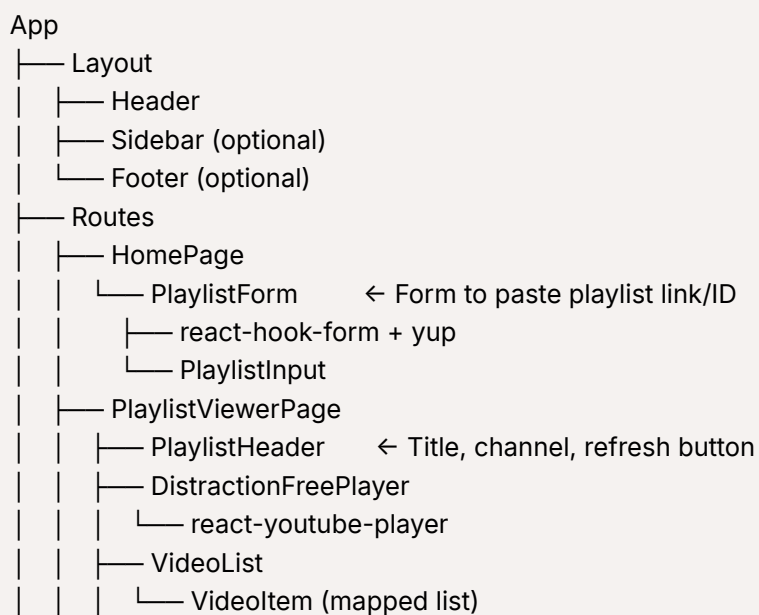 App
├── Layout
│   ├── Header
│   ├── Sidebar (optional)
│   └── Footer (optional)
├── Routes
│   ├── HomePage
│   │   └── PlaylistForm        ← Form to paste playlist link/ID
│   │       ├── react-hook-form + yup
│   │       └── PlaylistInput
│   ├── PlaylistViewerPage
│   │   ├── PlaylistHeader      ← Title, channel, refresh button
│   │   ├── DistractionFreePlayer
│   │   │   └── react-youtube-player
│   │   ├── VideoList
│   │   │   └── VideoItem (mapped list)